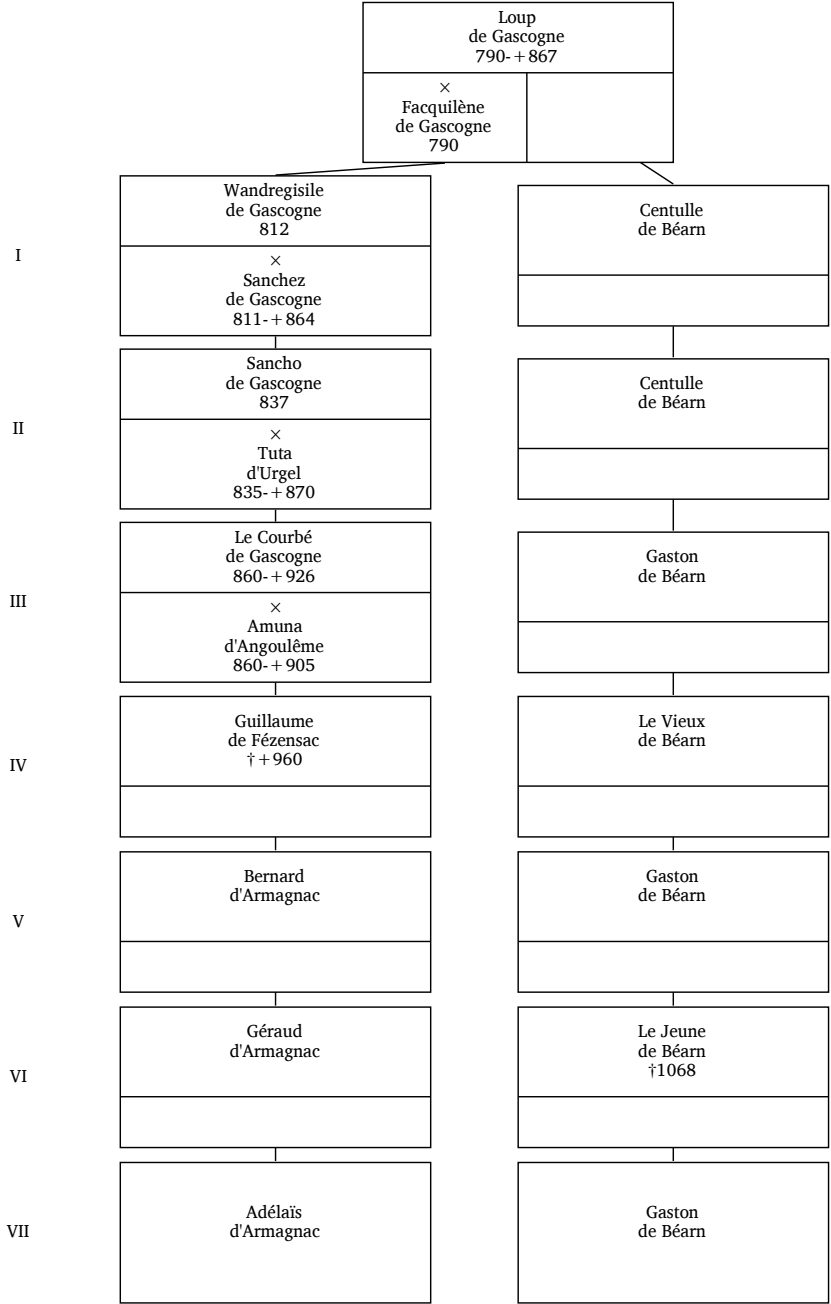 Loup
de Gascogne
790-+867
×
Facquilène
de Gascogne
790
I
Wandregisile
de Gascogne
812
×
Sanchez
de Gascogne
811-+864
Centulle
de Béarn
II
Sancho
de Gascogne
837
×
Tuta
d'Urgel
835-+870
Centulle
de Béarn
III
Le Courbé
de Gascogne
860-+926
×
Amuna
d'Angoulême
860-+905
Gaston
de Béarn
IV
Guillaume
de Fézensac
†+960
Le Vieux
de Béarn
V
Bernard
d'Armagnac
Gaston
de Béarn
VI
Géraud
d'Armagnac
Le Jeune
de Béarn
†1068
VII
Adélaïs
d'Armagnac
Gaston
de Béarn